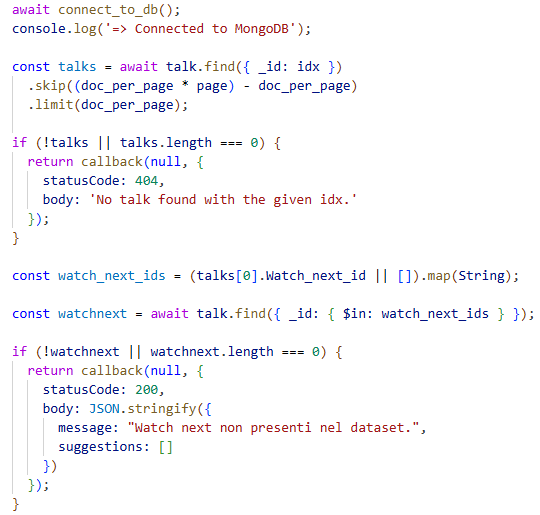 await connect_to_db();
console.log('=> Connected to MongoDB');
const talks = await talk.find({ _id: idx })
.skip((doc_per_page * page) - doc_per_page)
.limit(doc_per_page);
if (!talks || talks.length === 0) {
return callback(null, {
statusCode: 404,
body: 'No talk found with the given idx.'
});
}
const watch_next_ids = (talks[0].Watch_next_id || []).map(String);
const watchnext = await talk.find({ _id: { $in: watch_next_ids } });
if (!watchnext || watchnext.length === 0) {
return callback(null, {
statusCode: 200,
body: JSON.stringify({
message: "Watch next non presenti nel dataset.",
suggestions: []
})
});
}